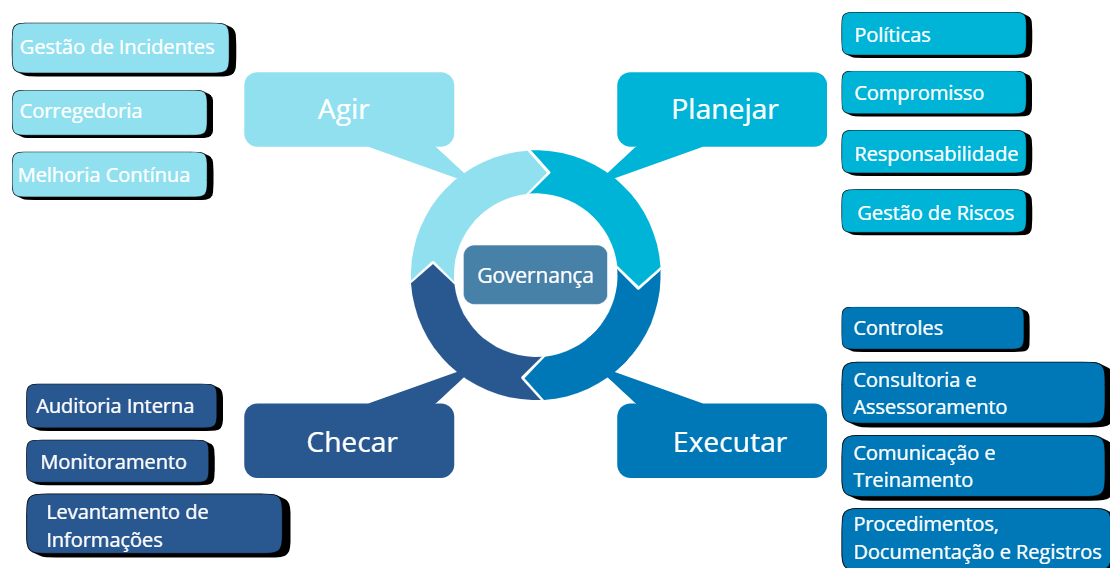 Gestão de Incidentes
Corregedoria
Melhoria Contínua
Agir
Planejar
Políticas
Compromisso
Responsabilidade
Gestão de Riscos
Governança
Auditoria Interna
Monitoramento
Levantamento de
Informações
Checar
Executar
Controles
Consultoria e
Assessoramento
Comunicação e
Treinamento
Procedimentos,
Documentação e Registros